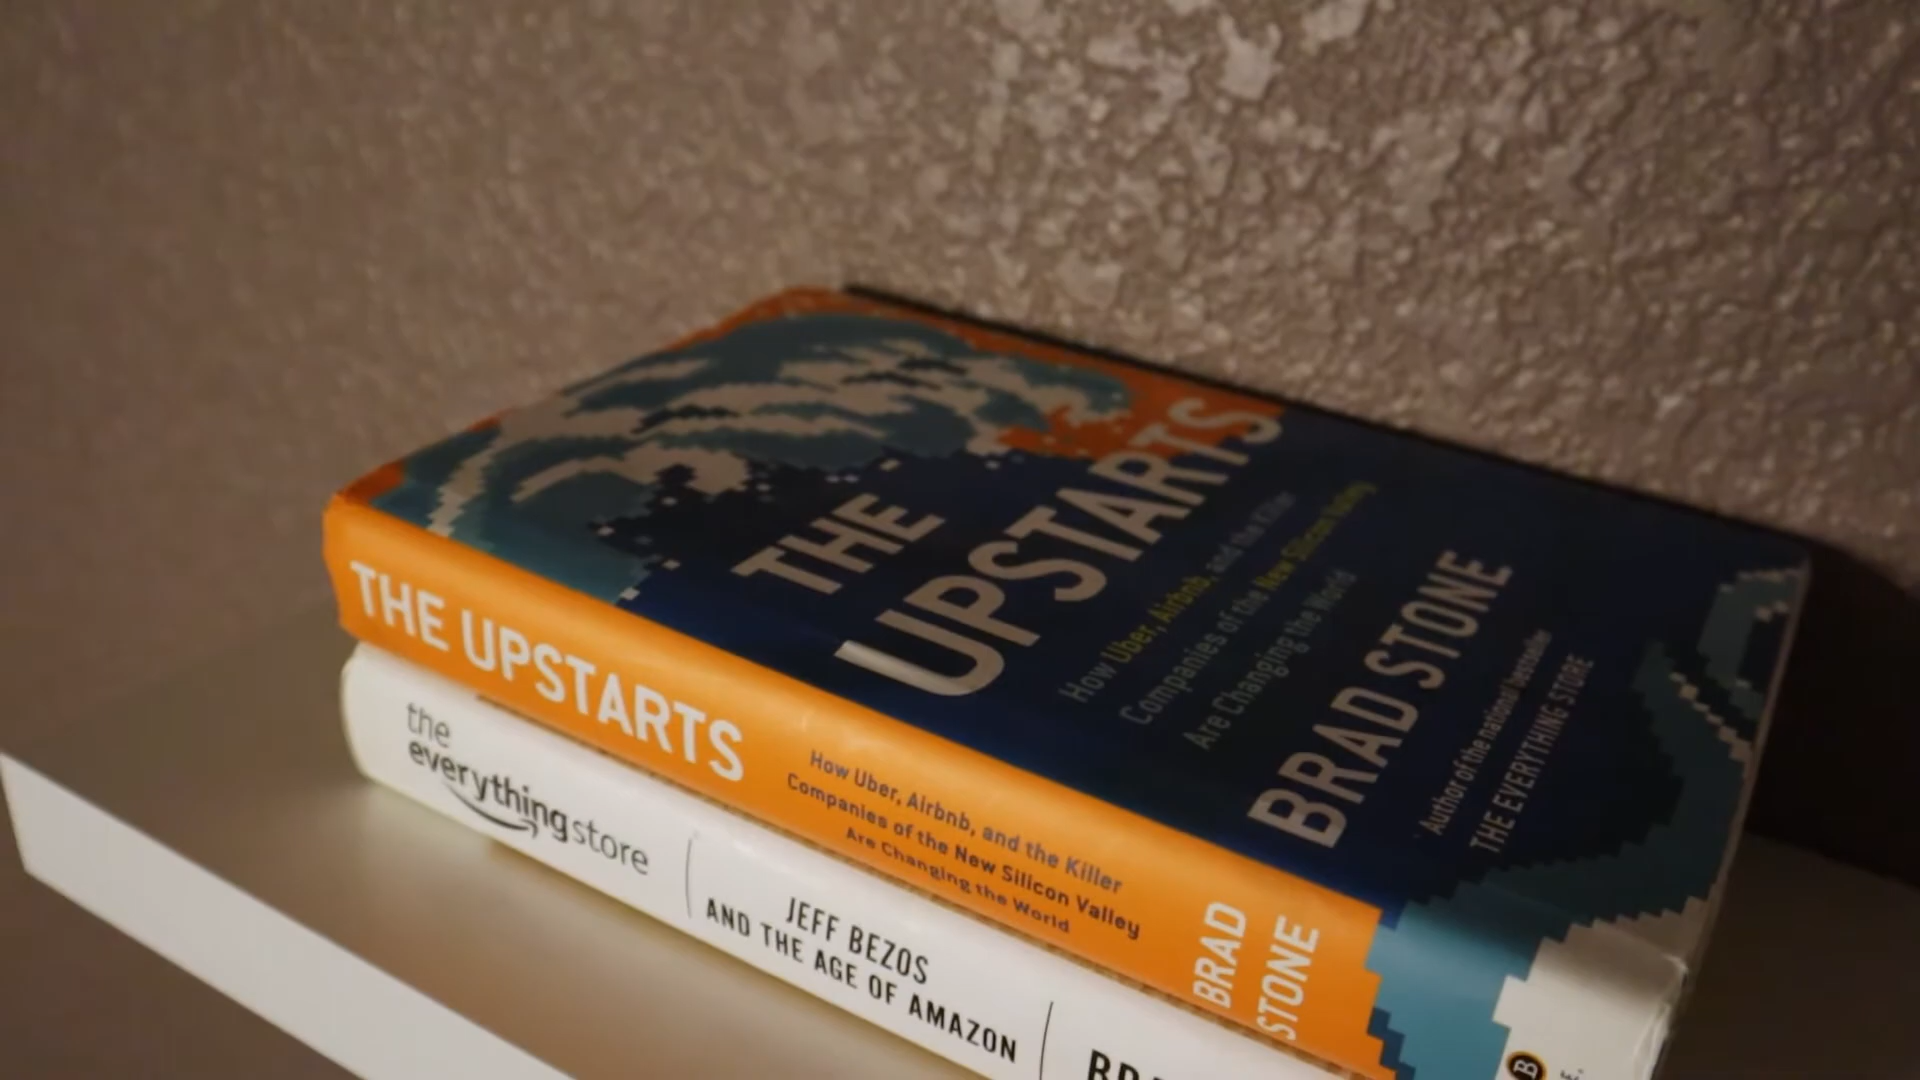 THE
UPSTARTS
How Uber, Airbnb, and the Killer
Companies of the New Silicon Valley
Are Changing the World
BRAD STONE
Author of the national bestseller
THE EVERYTHING STORE
THE UPSTARTS
How Uber, Airbnb, and the Killer
Companies of the New Silicon Valley
Are Changing the World
BRAD
STONE
B
the
everythingstore
JEFF BEZOS
AND THE AGE OF AMAZON